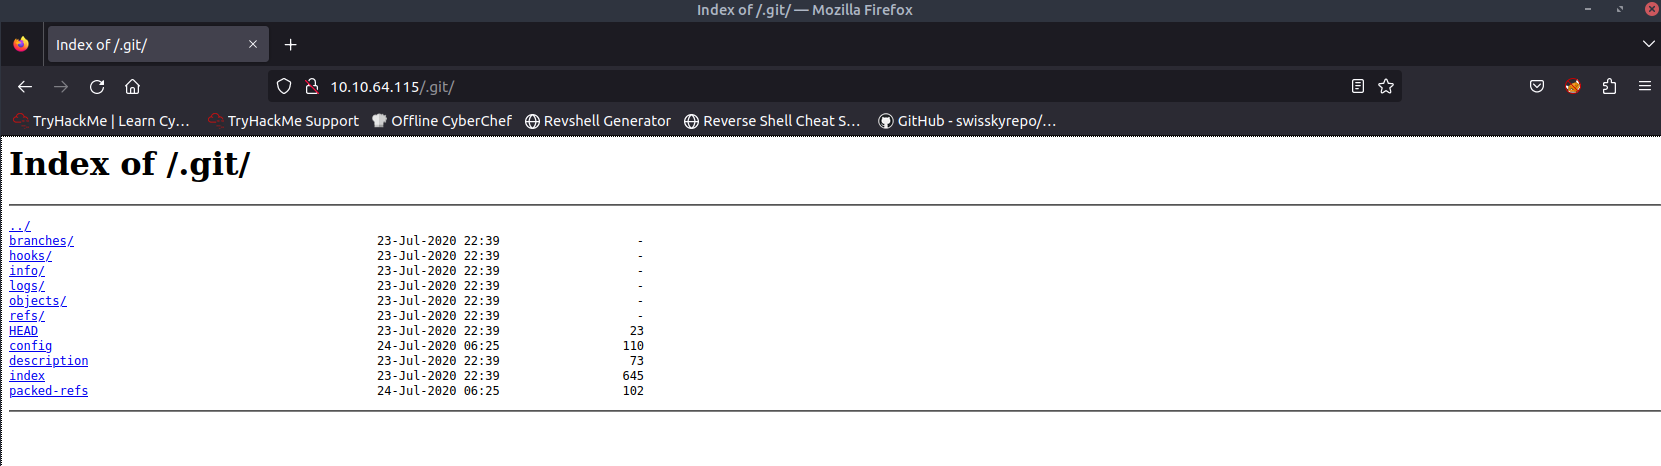 Index of /.git/ — Mozilla Firefox
Index of /.git/
10.10.64.115/.git/
TryHackMe | Learn Cy... TryHackMe Support Offline CyberChef Revshell Generator Reverse Shell Cheat S... GitHub - swisskyrepo/...
Index of /.git/
../
branches/ 23-Jul-2020 22:39 -
hooks/ 23-Jul-2020 22:39 -
info/ 23-Jul-2020 22:39 -
logs/ 23-Jul-2020 22:39 -
objects/ 23-Jul-2020 22:39 -
refs/ 23-Jul-2020 22:39 -
HEAD 23-Jul-2020 22:39 23
config 24-Jul-2020 06:25 110
description 23-Jul-2020 22:39 73
index 23-Jul-2020 22:39 645
packed-refs 24-Jul-2020 06:25 102